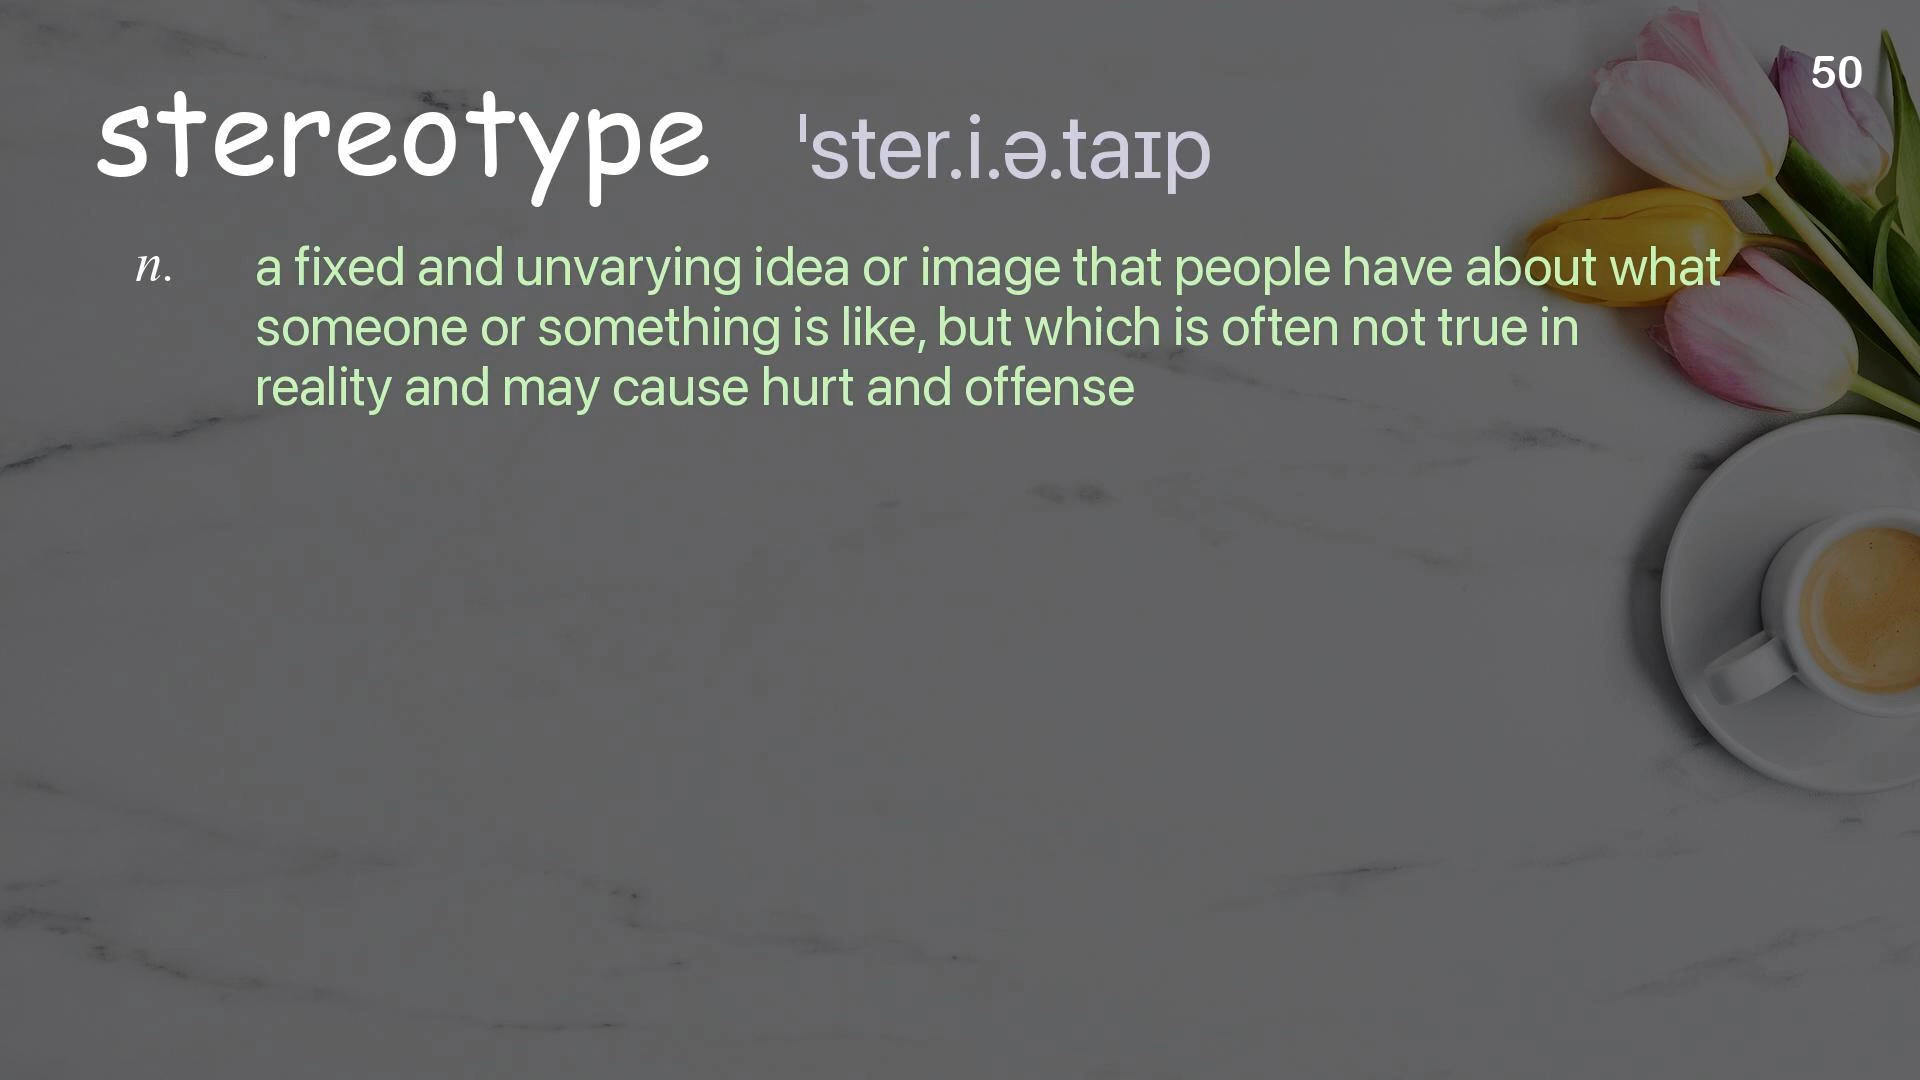 50
stereotype ˈster.i.ə.taɪp
n. a fixed and unvarying idea or image that people have about what
someone or something is like, but which is often not true in
reality and may cause hurt and offense